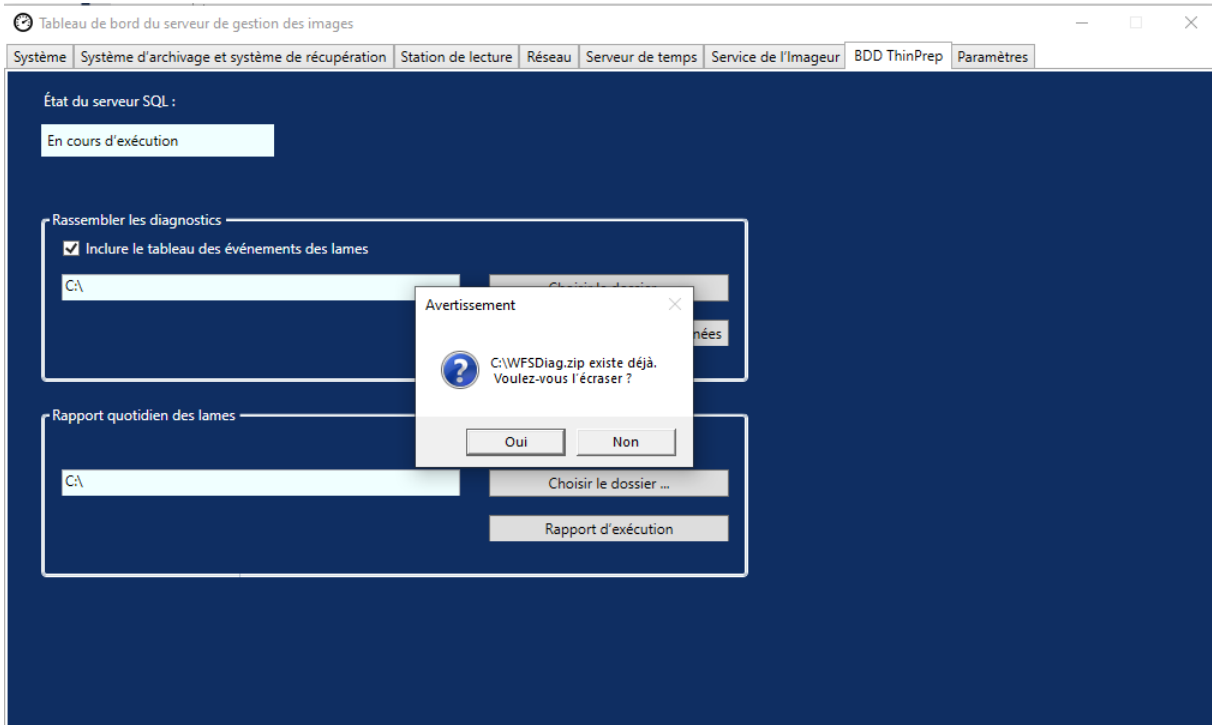 Tableau de bord du serveur de gestion des images
Système Système d'archivage et système de récupération Station de lecture Réseau Serveur de temps Service de l'Imageur BDD ThinPrep Paramètres
État du serveur SQL :
En cours d'exécution
Rassembler les diagnostics
Inclure le tableau des événements des lames
C:\
Avertissement
nées
C:\WFSDiag.zip existe déjà.
Voulez-vous l'écraser ?
Oui Non
Rapport quotidien des lames
C:\ Choisir le dossier ...
Rapport d'exécution